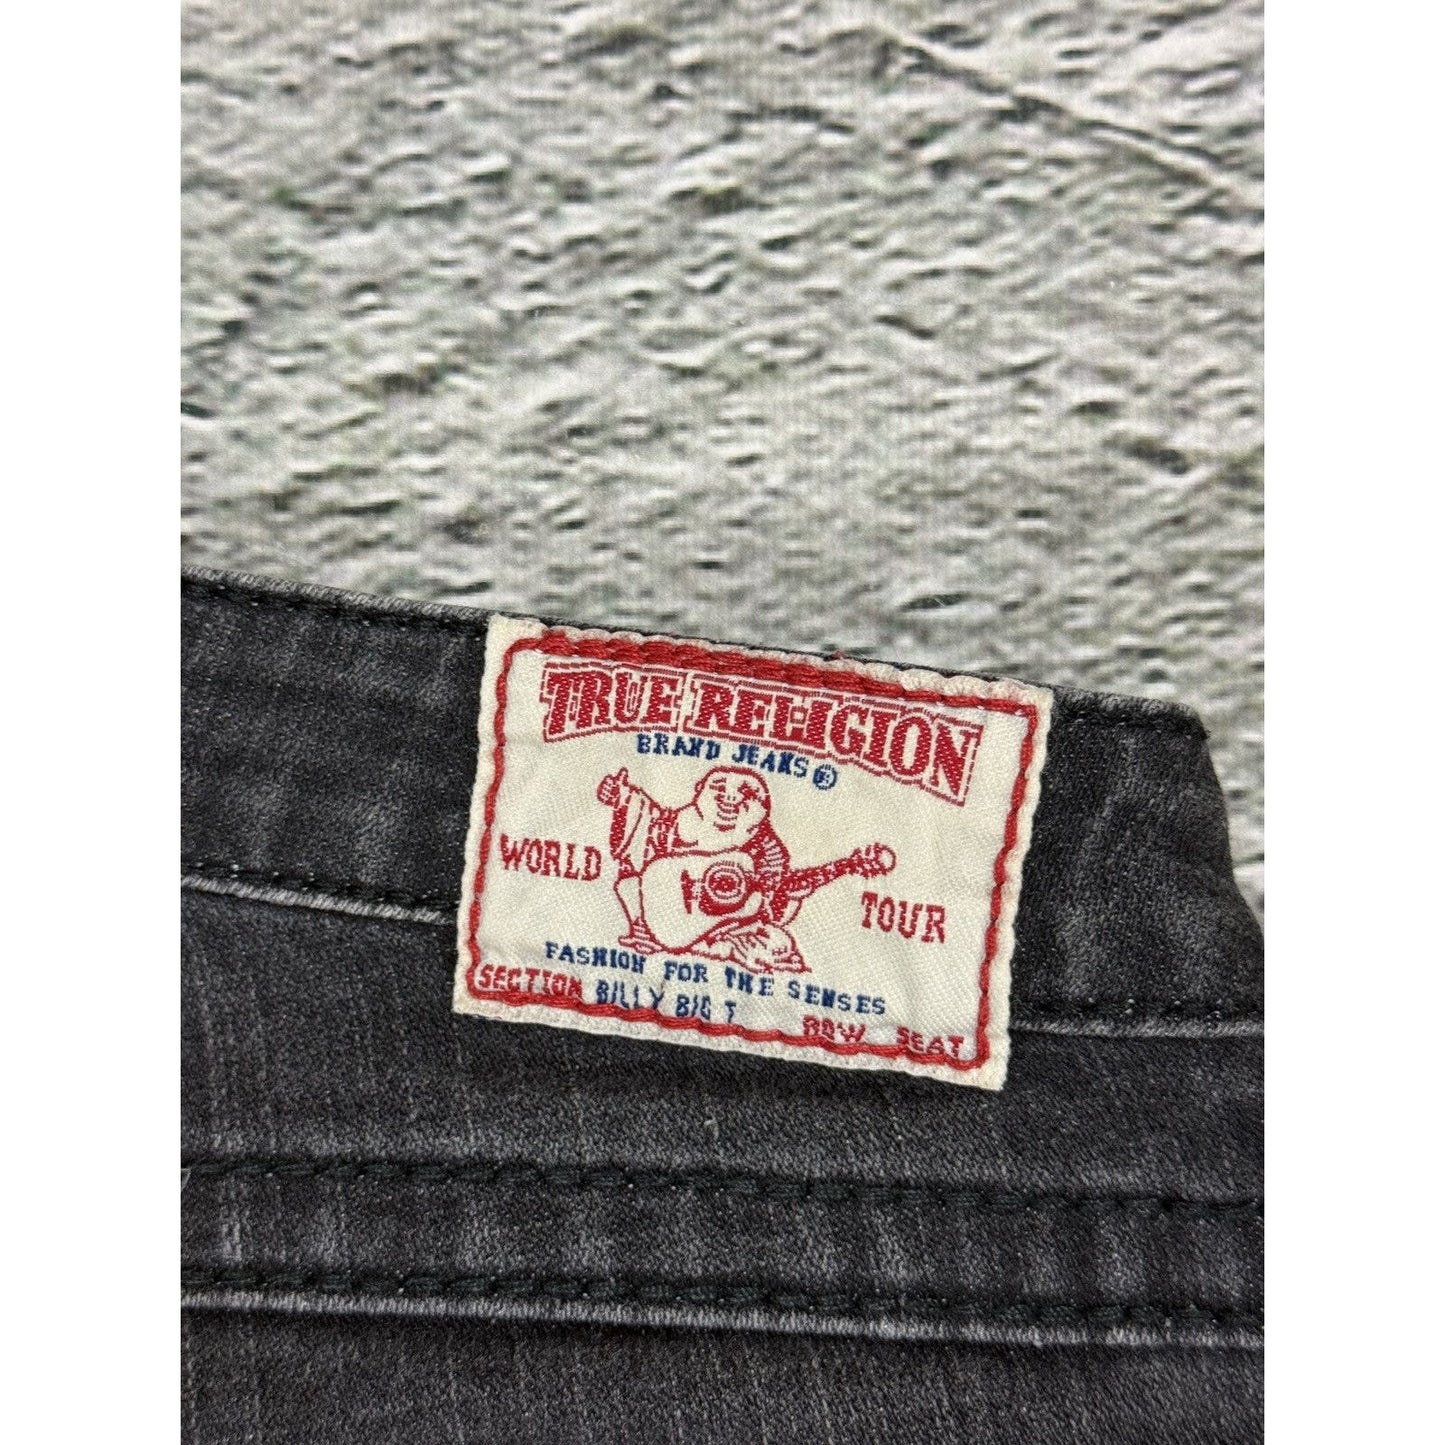 TRUE RELIGION
BRAND JEANS ®
WORLD TOUR
FASHION FOR THE SENSES
SECTION BILLY BIG T ROW SEAT